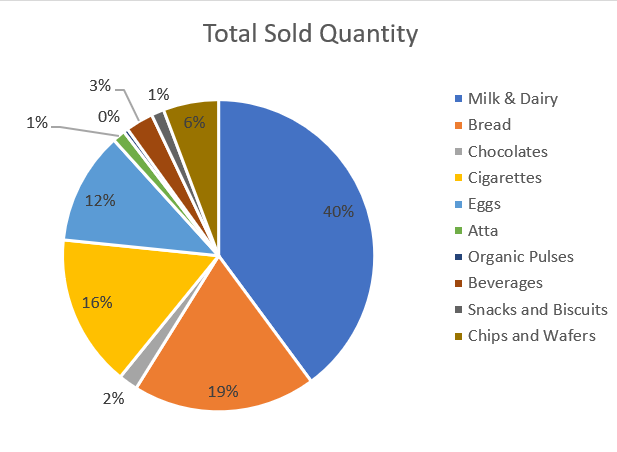 Total Sold Quantity
3%
1%
0%
1%
6%
12%
40%
16%
19%
2%
Milk & Dairy
Bread
Chocolates
Cigarettes
Eggs
Atta
Organic Pulses
Beverages
Snacks and Biscuits
Chips and Wafers